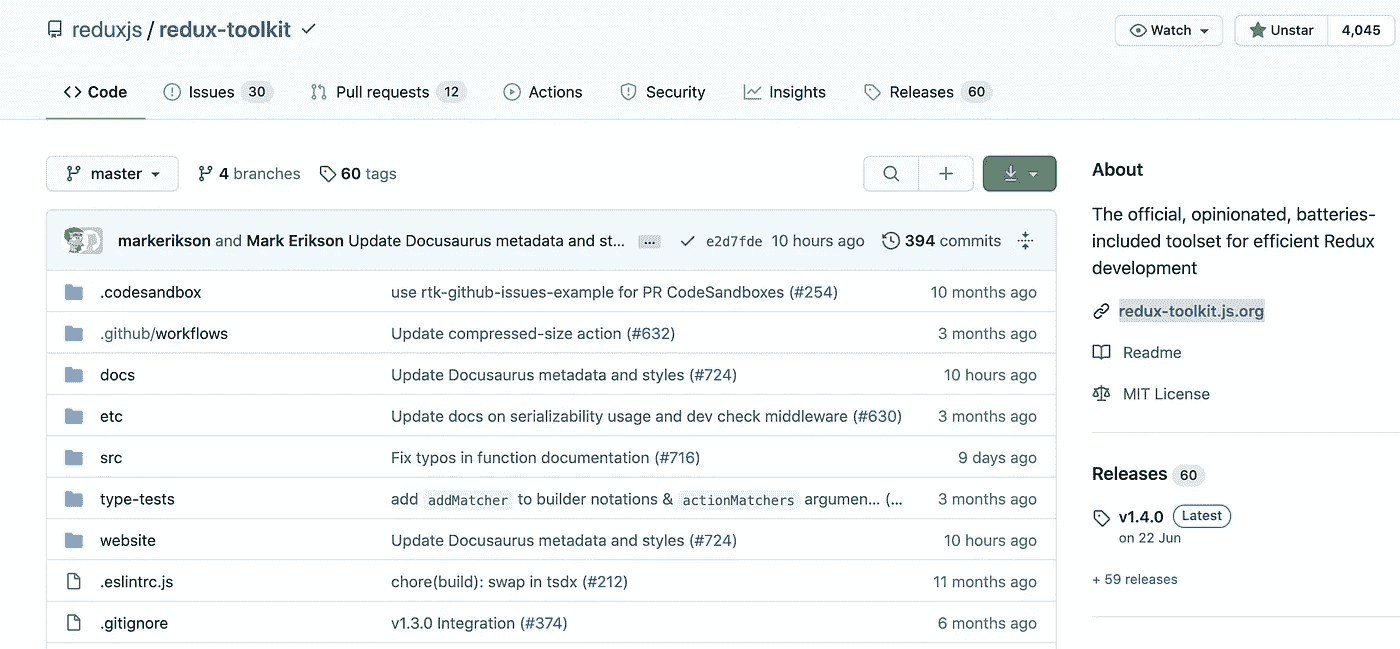 reduxjs / redux-toolkit
Watch Unstar 4,045
Code Issues 30 Pull requests 12 Actions Security Insights Releases 60
master 4 branches 60 tags
markerikson and Mark Erikson Update Docusaurus metadata and st... ... e2d7fde 10 hours ago 394 commits
.codesandbox use rtk-github-issues-example for PR CodeSandboxes (#254) 10 months ago
.github/workflows Update compressed-size action (#632) 3 months ago
docs Update Docusaurus metadata and styles (#724) 10 hours ago
etc Update docs on serializability usage and dev check middleware (#630) 3 months ago
src Fix typos in function documentation (#716) 9 days ago
type-tests add addMatcher to builder notations & actionMatchers argumen... (... 3 months ago
website Update Docusaurus metadata and styles (#724) 10 hours ago
.eslintrc.js chore(build): swap in tsdx (#212) 11 months ago
.gitignore v1.3.0 Integration (#374) 6 months ago
About
The official, opinionated, batteries-
included toolset for efficient Redux
development
redux-toolkit.js.org
Readme
MIT License
Releases 60
v1.4.0 Latest
on 22 Jun
+ 59 releases